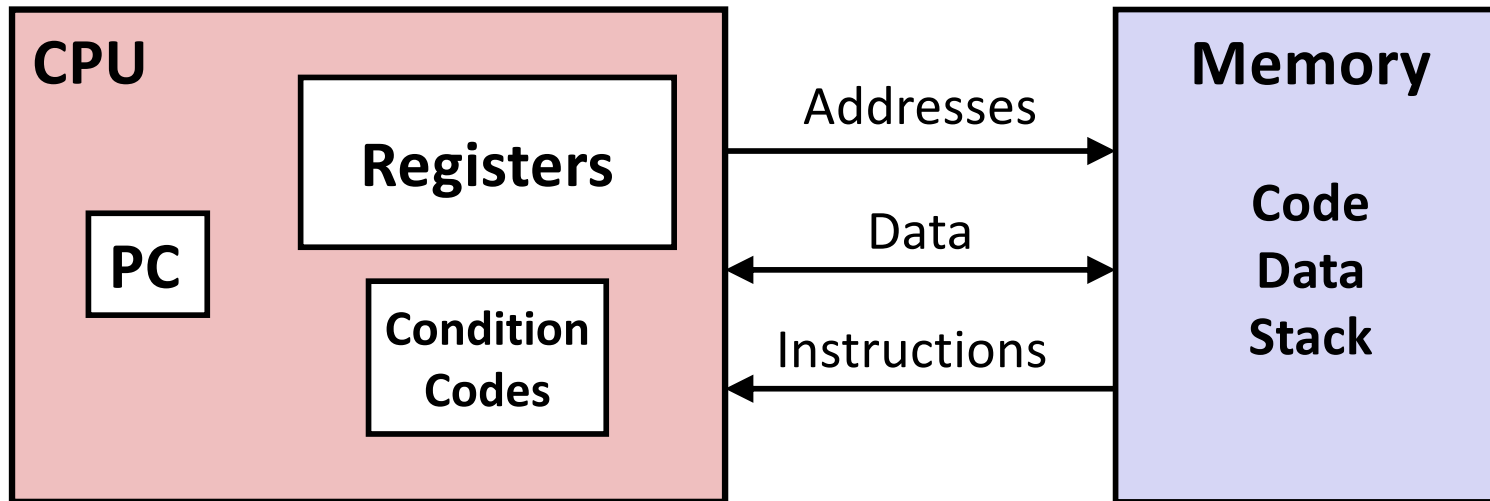 CPU
Registers
PC
Condition
Codes
Addresses
Data
Instructions
Memory
Code
Data
Stack